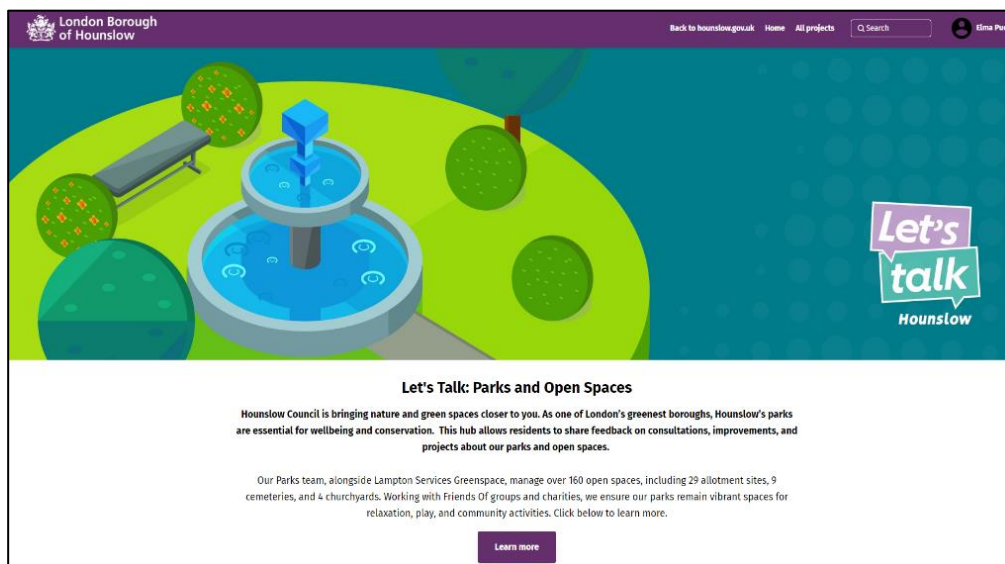 London Borough
of Hounslow
Back to hounslow.gov.uk Home All projects Search Elma
Let's
talk
Hounslow
Let's Talk: Parks and Open Spaces
Hounslow Council is bringing nature and green spaces closer to you. As one of London's greenest boroughs, Hounslow's parks
are essential for wellbeing and conservation. This hub allows residents to share feedback on consultations, improvements, and
projects about our parks and open spaces.
Our Parks team, alongside Lampton Services Greenspace, manage over 160 open spaces, including 29 allotment sites, 9
cemeteries, and 4 churchyards. Working with Friends Of groups and charities, we ensure our parks remain vibrant spaces for
relaxation, play, and community activities. Click below to learn more.
Learn more